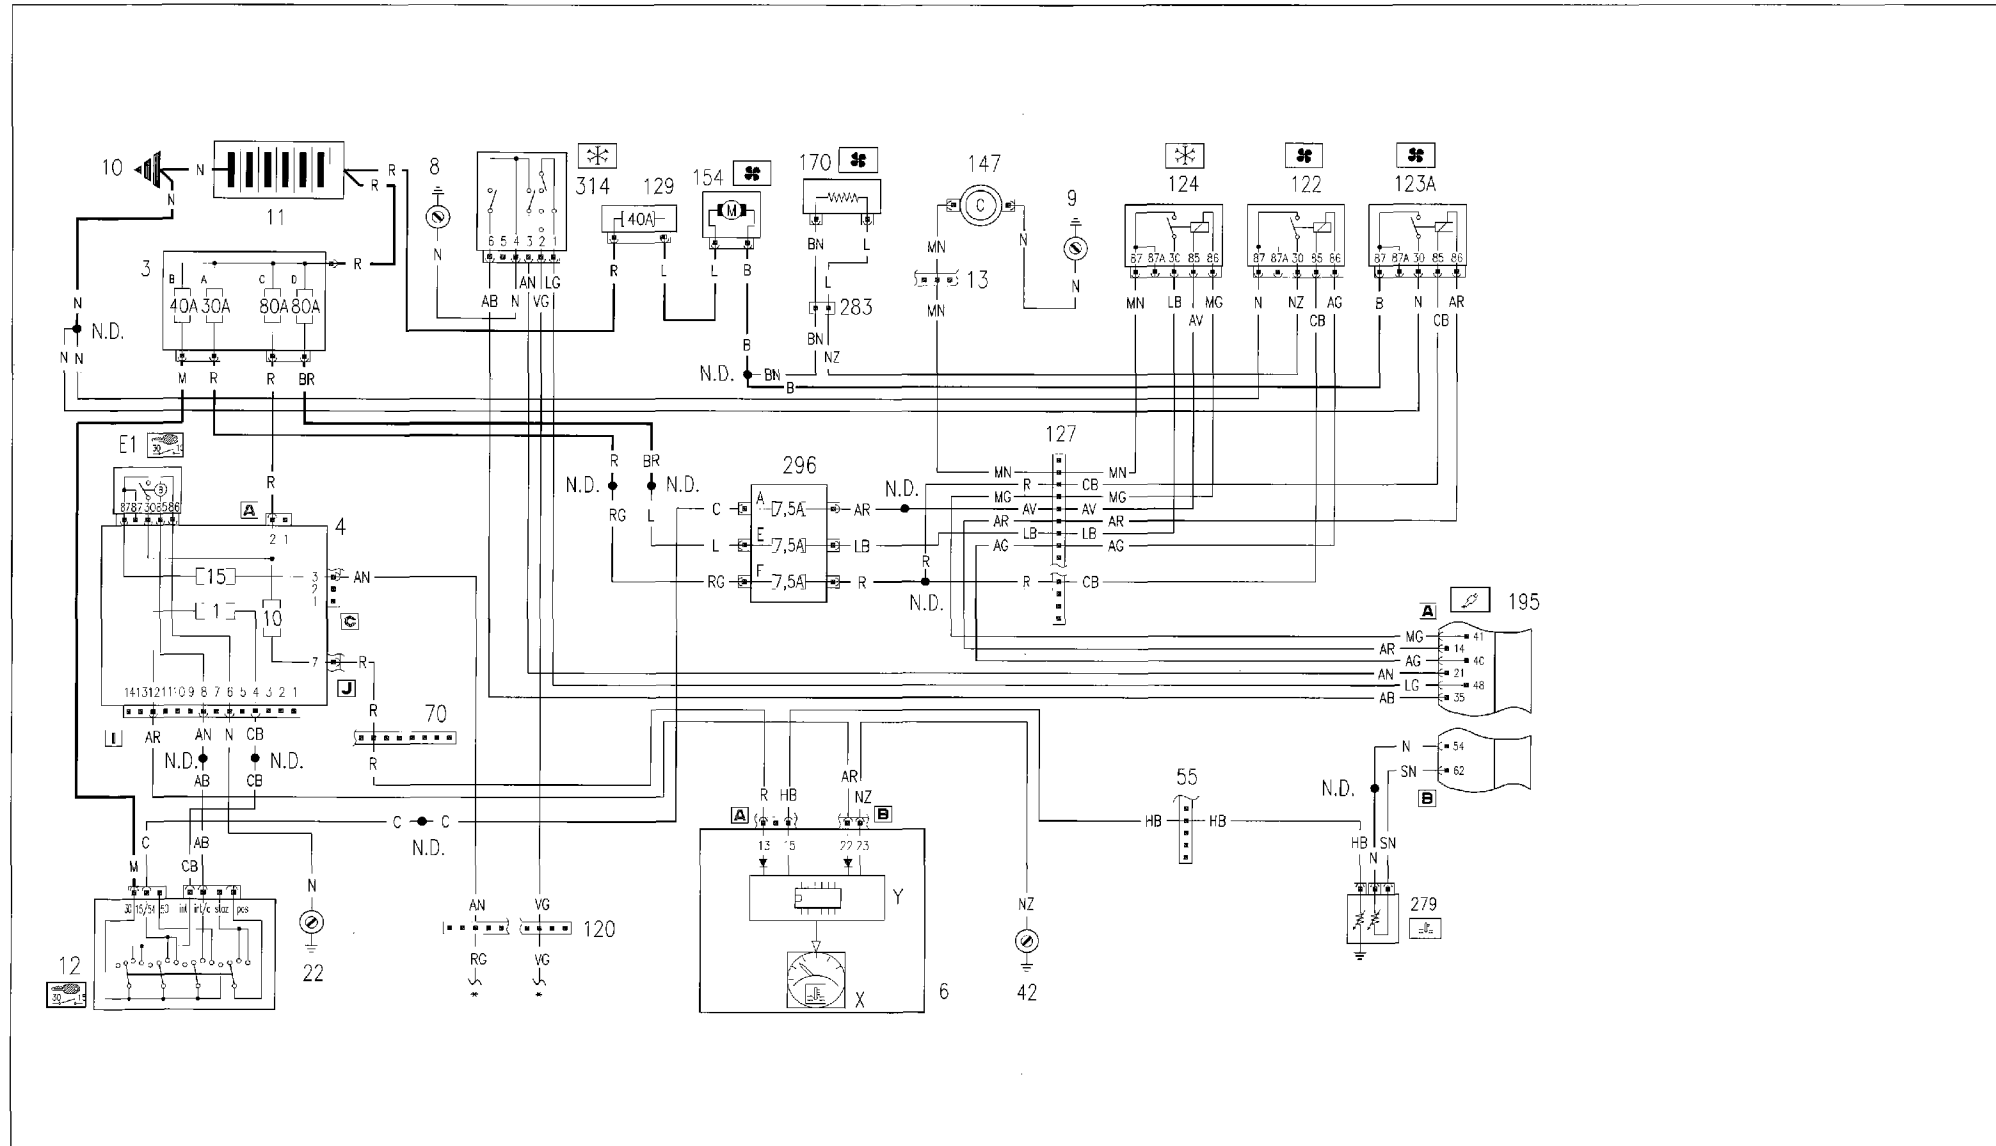 10
N
R
R
N
11
8
314
129
154
170
147
9
124
122
123A
40A
M
C
6 5 4 3 2 1
N
AN LG
AB N VG
R L L B
BN L
L
283
BN
NZ
MN N
13
MN
N
87 87A 30 85 86
87 87A 30 85 86
87 87A 30 85 86
MN LB MG
AV
N NZ AG
CB
B N AR
CB
3
B A C D
R
40A 30A 80A 80A
N
N.D.
N N
M R R BR
B
N.D.
BN
B
E1
30 15
B
87 87 30 85 86
R
A
4
2 1
15
1
10
3
2
1
AN
C
7
R
J
14 13 12 11 10 9 8 7 6 5 4 3 2 1
I
AR AN N CB
N.D.
N.D.
AB CB
R
70
R
R BR
N.D.
N.D.
RG L
296
C A 7,5A AR
N.D.
L E 7,5A LB
RG F 7,5A R
R
N.D.
127
MN MN
R CB
MG MG
AV AV
AR AR
LB LB
AG AG
R CB
195
A
MG 41
AR 14
AG 40
AN 21
LG 48
AB 35
N 54
SN 62
B
N.D.
C C
N.D.
C
M
AB
CB
N
30 15/54 50 int int/a staz pos
12
30 15
22
AN VG
120
RG VG
* *
AR
NZ
R HB
A
B
13 15 22 23
Y
X
6
NZ
42
55
HB HB
HB SN
N
279